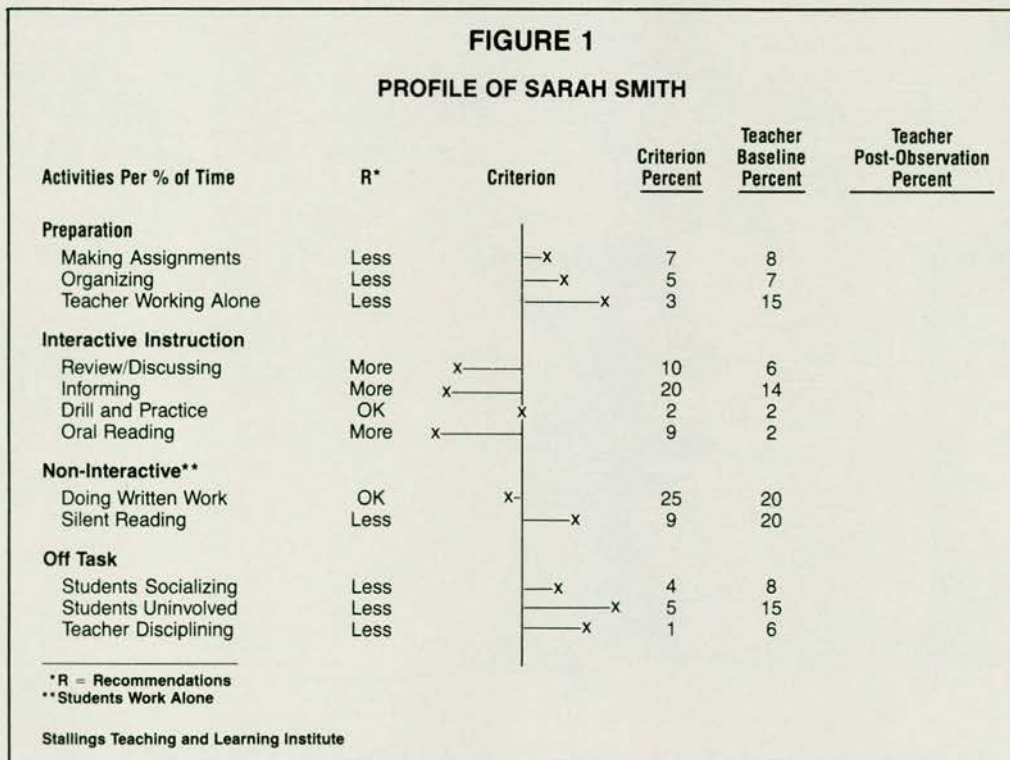 FIGURE 1
PROFILE OF SARAH SMITH
Activities Per % of Time R* Criterion Criterion Percent Teacher Baseline Percent Teacher Post-Observation Percent
Preparation
Making Assignments Less X 7 8
Organizing Less X 5 7
Teacher Working Alone Less X 3 15
Interactive Instruction
Review/Discussing More X 10 6
Informing More X 20 14
Drill and Practice OK X 2 2
Oral Reading More X 9 2
Non-Interactive**
Doing Written Work OK X 25 20
Silent Reading Less X 9 20
Off Task
Students Socializing Less X 4 8
Students Uninvolved Less X 5 15
Teacher Disciplining Less X 1 6
*R = Recommendations
**Students Work Alone
Stallings Teaching and Learning Institute